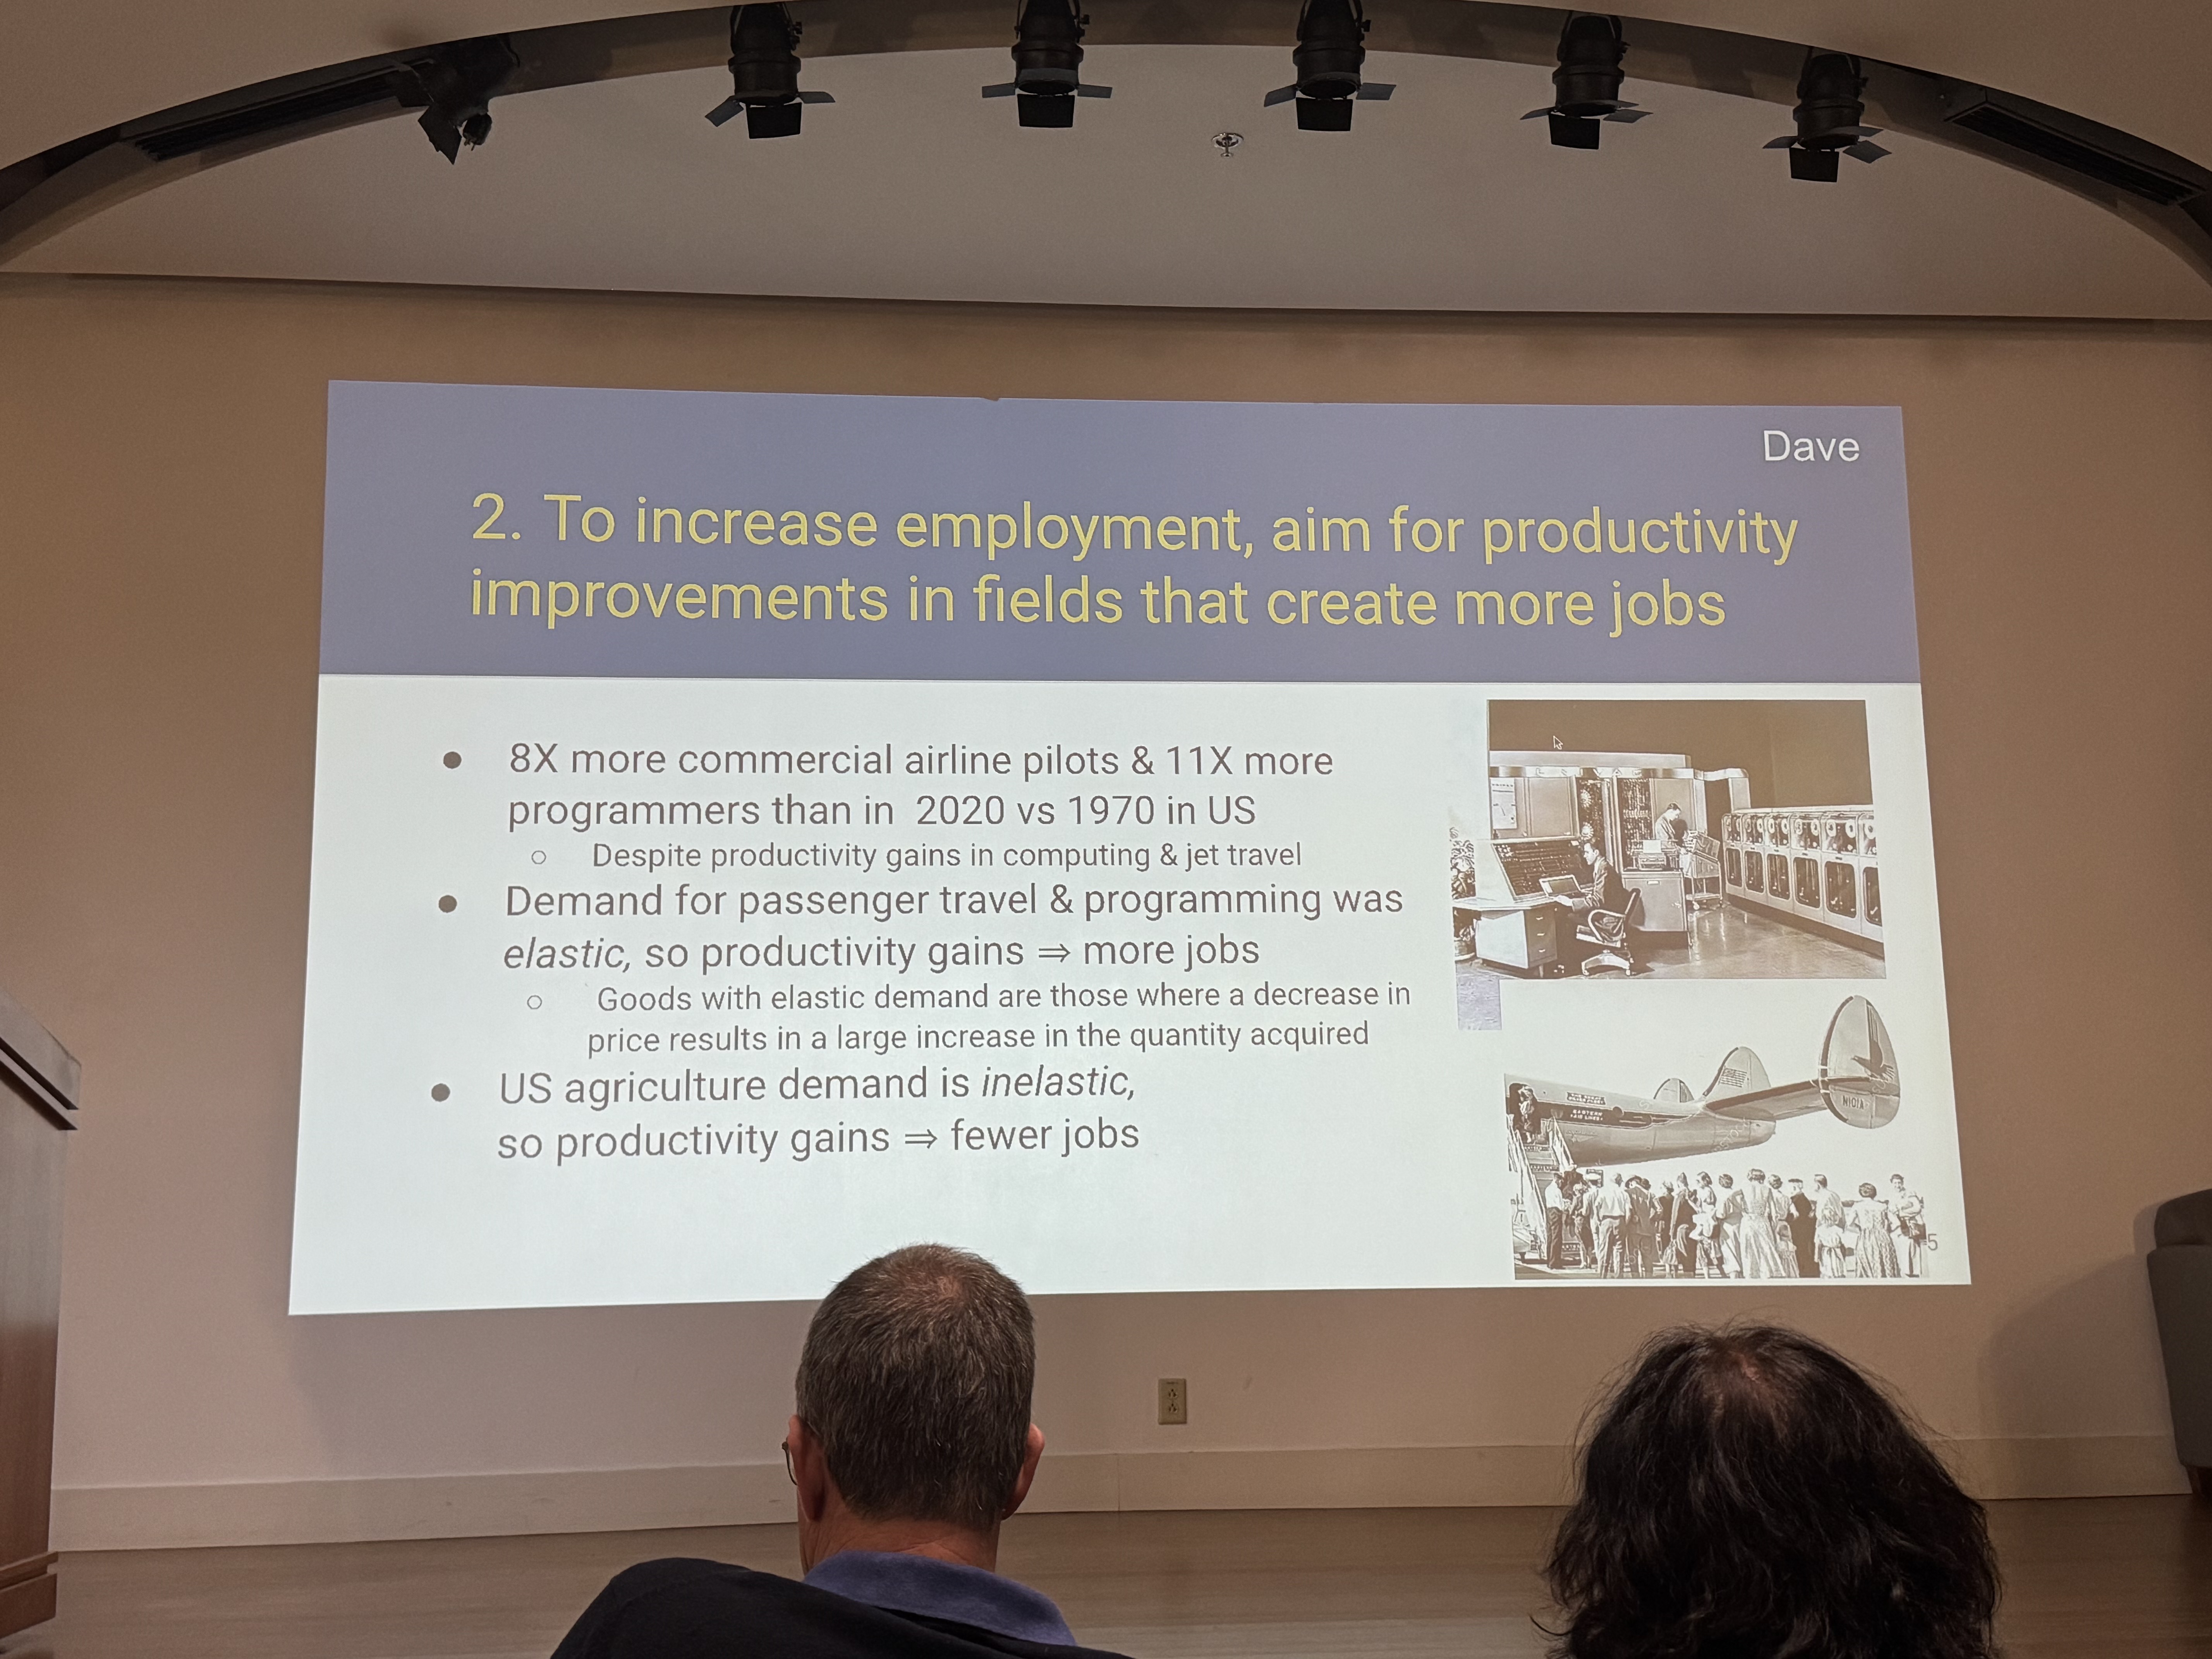 Dave
2. To increase employment, aim for productivity
improvements in fields that create more jobs
● 8X more commercial airline pilots & 11X more
programmers than in 2020 vs 1970 in US
○ Despite productivity gains in computing & jet travel
● Demand for passenger travel & programming was
elastic, so productivity gains ⇒ more jobs
○ Goods with elastic demand are those where a decrease in
price results in a large increase in the quantity acquired
● US agriculture demand is inelastic,
so productivity gains ⇒ fewer jobs
EASTERN
AIR LINES
N101A
5